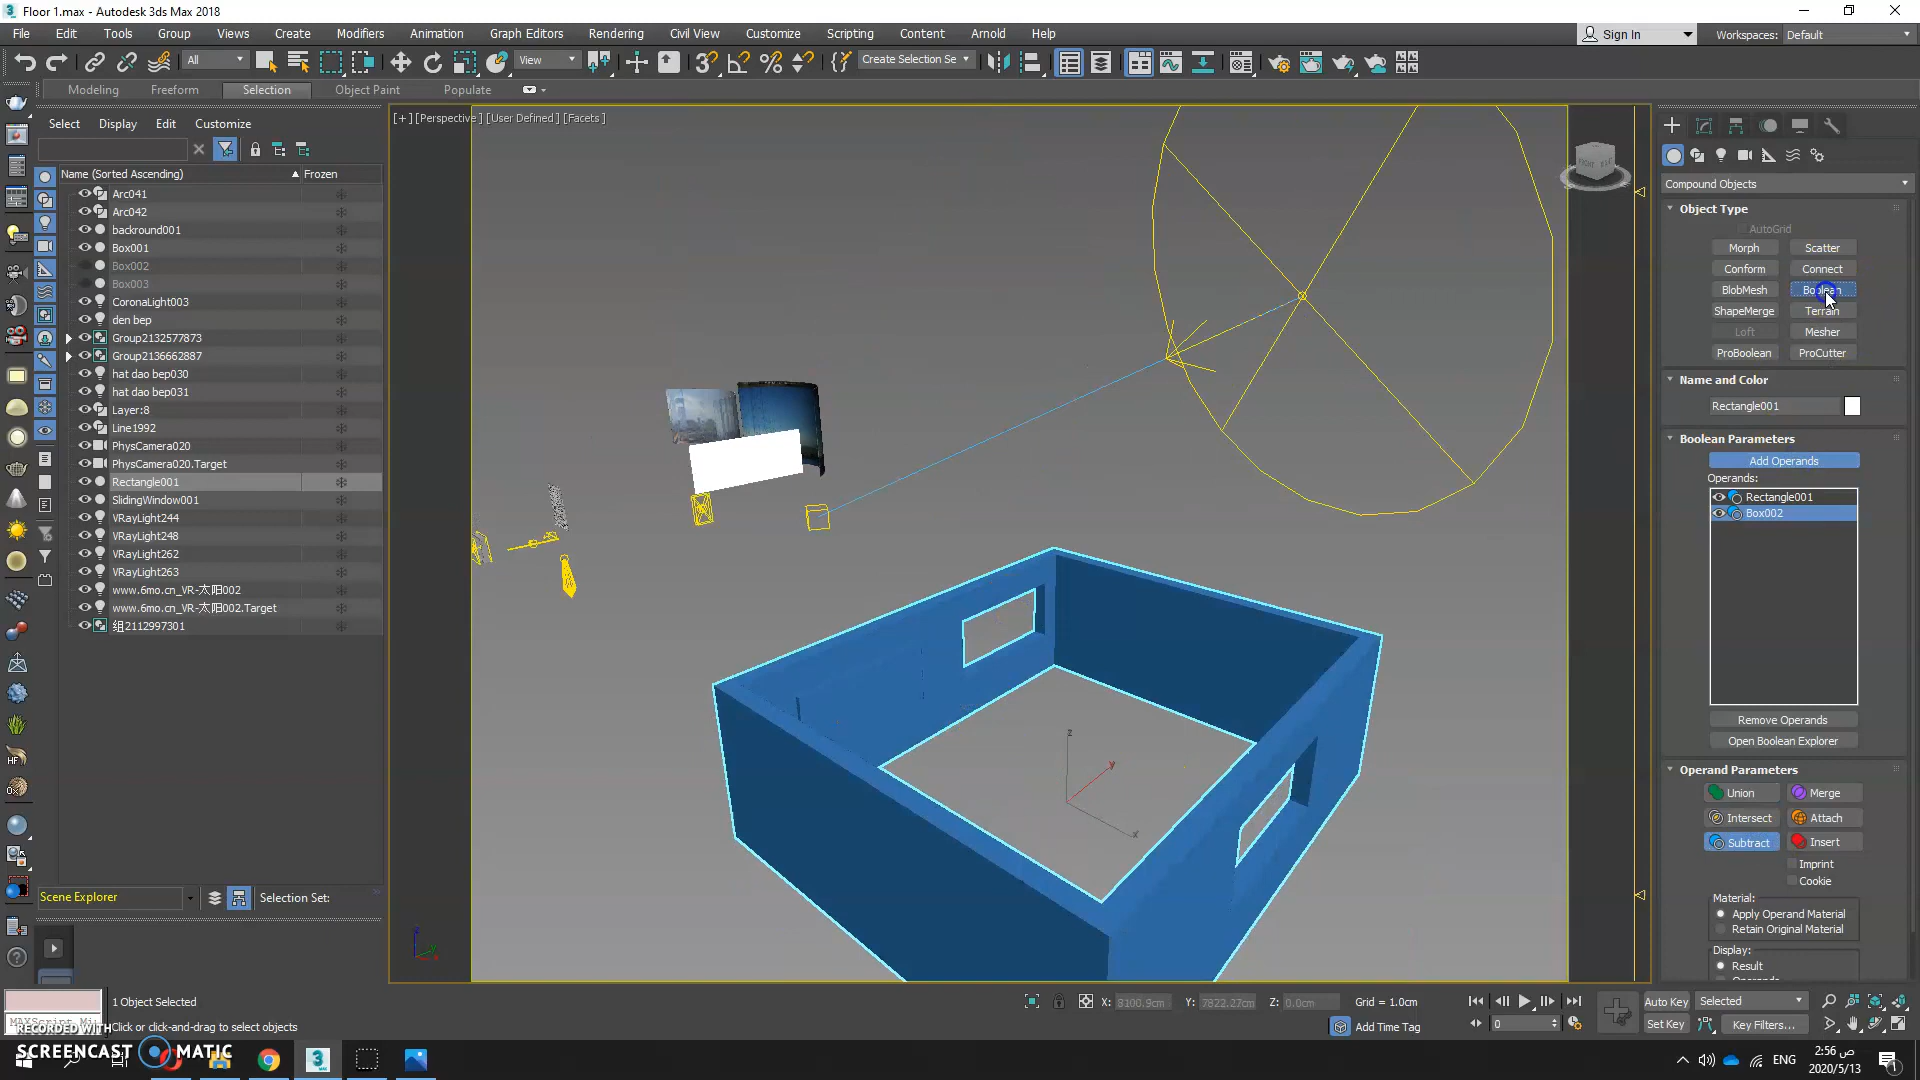 Floor 1.max - Autodesk 3ds Max 2018
File Edit Tools Group Views Create Modifiers Animation Graph Editors Rendering Civil View Customize Scripting Content Arnold Help
Sign In Workspaces: Default
All View Create Selection Se
Modeling Freeform Selection Object Paint Populate
Select Display Edit Customize
[+] [Perspective] [User Defined] [Facets]
Name (Sorted Ascending) Frozen
Arc041
Arc042
backround001
Box001
Box002
Box003
CoronaLight003
den bep
Group2132577873
Group2136662887
hat dao bep030
hat dao bep031
Layer:8
Line1992
PhysCamera020
PhysCamera020.Target
Rectangle001
SlidingWindow001
VRayLight244
VRayLight248
VRayLight262
VRayLight263
www.6mo.cn_VR-太阳002
www.6mo.cn_VR-太阳002.Target
组2112997301
Scene Explorer Selection Set:
z
y
x
Compound Objects
Object Type
AutoGrid
Morph Scatter
Conform Connect
BlobMesh Boolean
ShapeMerge Terrain
Loft Mesher
ProBoolean ProCutter
Name and Color
Rectangle001
Boolean Parameters
Add Operands
Operands:
Rectangle001
Box002
Remove Operands
Open Boolean Explorer
Operand Parameters
Union Merge
Intersect Attach
Subtract Insert
Imprint
Cookie
Material:
Apply Operand Material
Retain Original Material
Display:
Result
1 Object Selected
Click or click-and-drag to select objects
X: 8100.9cm Y: 7822.27cm Z: 0.0cm Grid = 1.0cm
Add Time Tag
0
Auto Key Selected
Set Key Key Filters...
RECORDED WITH
SCREENCAST MATIC
ENG
2:56 ص
2020/5/13